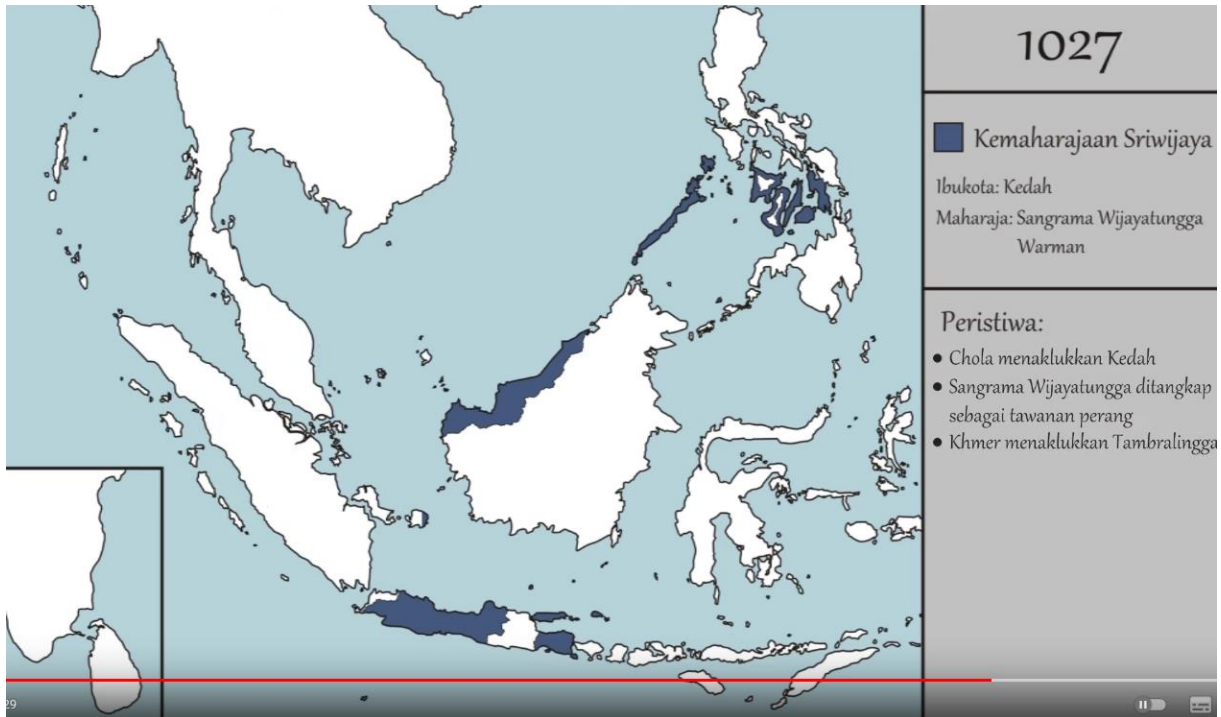 1027
Kemaharajaan Sriwijaya
Ibukota: Kedah
Maharaja: Sangrama Wijayatungga
Warman
Peristiwa:
• Chola menaklukkan Kedah
• Sangrama Wijayatungga ditangkap
sebagai tawanan perang
• Khmer menaklukkan Tambralingga
29